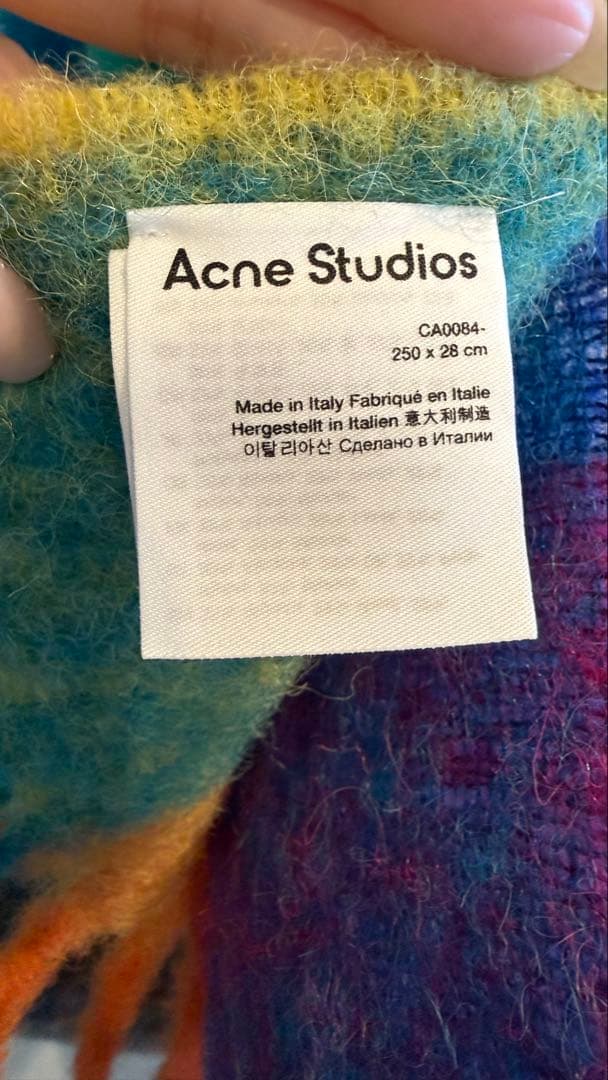 Acne Studios
CA0084-
250 x 28 cm
Made in Italy Fabriqué en Italie
Hergestellt in Italien 意大利制造
이탈리아산 Сделано в Италии